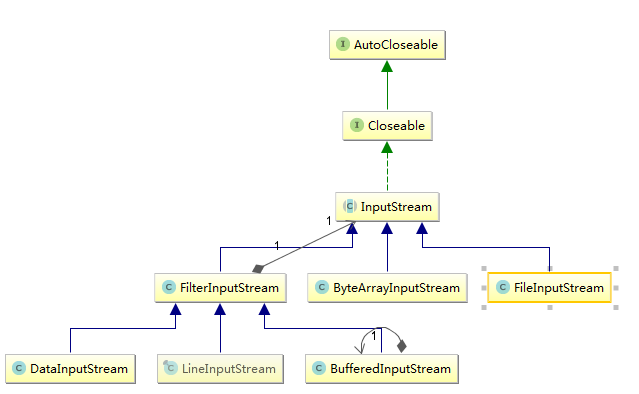 I AutoCloseable
I Closeable
C InputStream
1
1
C FilterInputStream
C ByteArrayInputStream
C FileInputStream
1
C DataInputStream
C LineInputStream
C BufferedInputStream